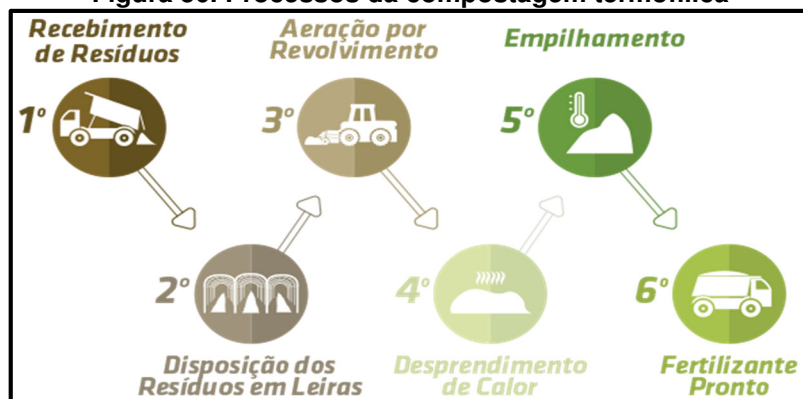 Recebimento
de Resíduos
1º
Aeração por
Revolvimento
3º
Empilhamento
5º
2º
Disposição dos
Resíduos em Leiras
4º
Desprendimento
de Calor
6º
Fertilizante
Pronto